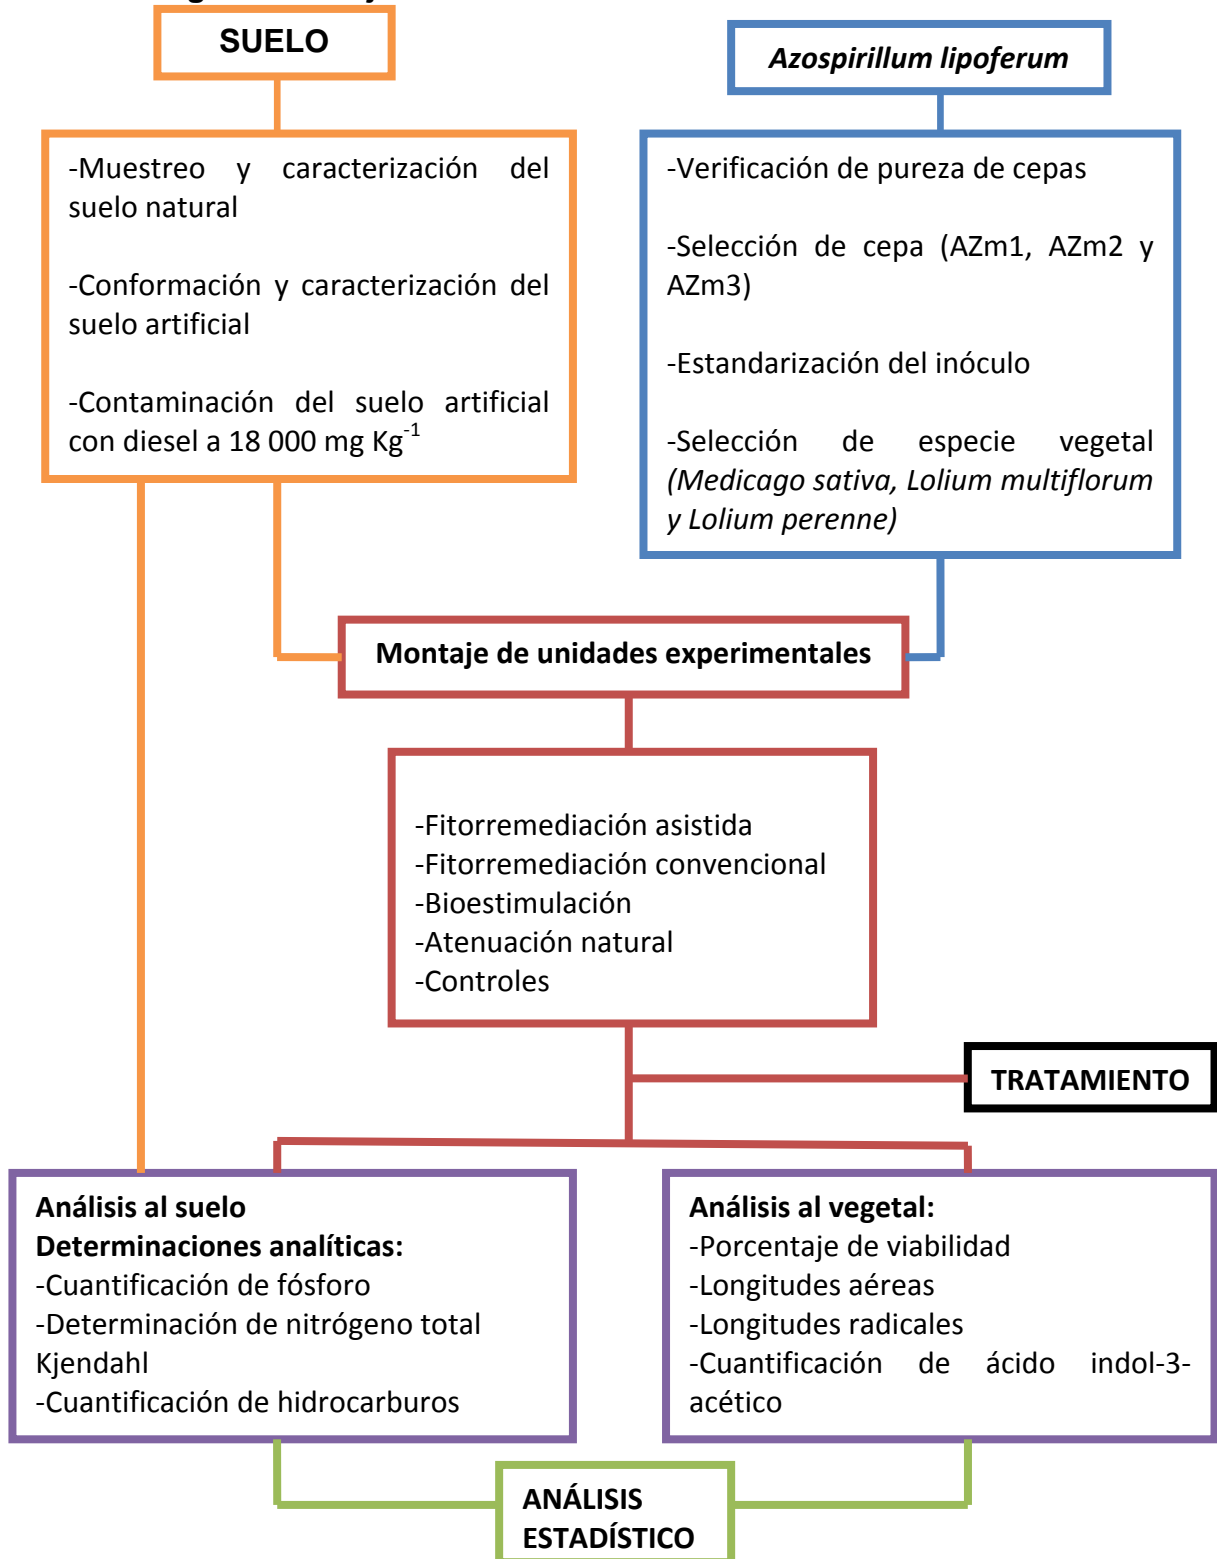 SUELO
Azospirillum lipoferum
-Muestreo y caracterización del
suelo natural
-Conformación y caracterización del
suelo artificial
-Contaminación del suelo artificial
con diesel a 18 000 mg Kg⁻¹
-Verificación de pureza de cepas
-Selección de cepa (AZm1, AZm2 y
AZm3)
-Estandarización del inóculo
-Selección de especie vegetal
(Medicago sativa, Lolium multiflorum
y Lolium perenne)
Montaje de unidades experimentales
-Fitorremediación asistida
-Fitorremediación convencional
-Bioestimulación
-Atenuación natural
-Controles
TRATAMIENTO
Análisis al suelo
Determinaciones analíticas:
-Cuantificación de fósforo
-Determinación de nitrógeno total
Kjendahl
-Cuantificación de hidrocarburos
Análisis al vegetal:
-Porcentaje de viabilidad
-Longitudes aéreas
-Longitudes radicales
-Cuantificación de ácido indol-3-
acético
ANÁLISIS
ESTADÍSTICO